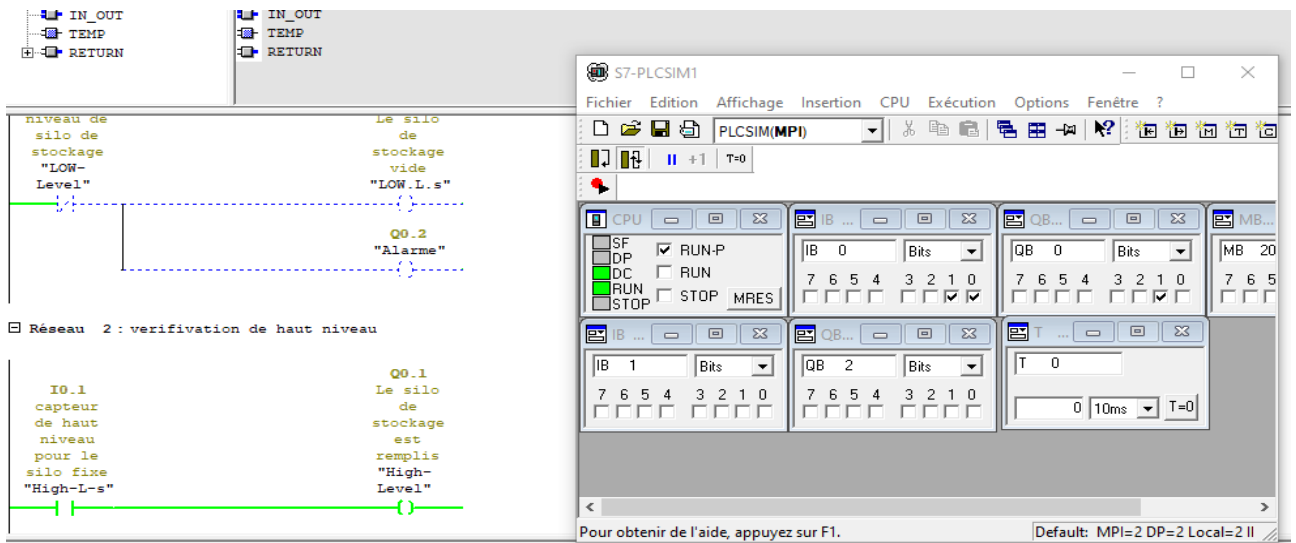 IN_OUT
TEMP
RETURN
IN_OUT
TEMP
RETURN
niveau de
silo de
stockage
"LOW-
Level"
Le silo
de
stockage
vide
"LOW.L.s"
Q0.2
"Alarme"
Réseau 2 : verifivation de haut niveau
I0.1
capteur
de haut
niveau
pour le
silo fixe
"High-L-s"
Q0.1
Le silo
de
stockage
est
remplis
"High-
Level"
S7-PLCSIM1
Fichier Edition Affichage Insertion CPU Exécution Options Fenêtre ?
PLCSIM(MPI)
+1 T=0
CPU
SF
DP
DC
RUN
STOP
RUN-P
RUN
STOP
MRES
IB ...
IB 0 Bits
7 6 5 4 3 2 1 0
QB...
QB 0 Bits
7 6 5 4 3 2 1 0
MB...
MB 20
7 6 5
IB ...
IB 1 Bits
7 6 5 4 3 2 1 0
QB...
QB 2 Bits
7 6 5 4 3 2 1 0
T ...
T 0
0 10ms T=0
Pour obtenir de l'aide, appuyez sur F1.
Default: MPI=2 DP=2 Local=2 II